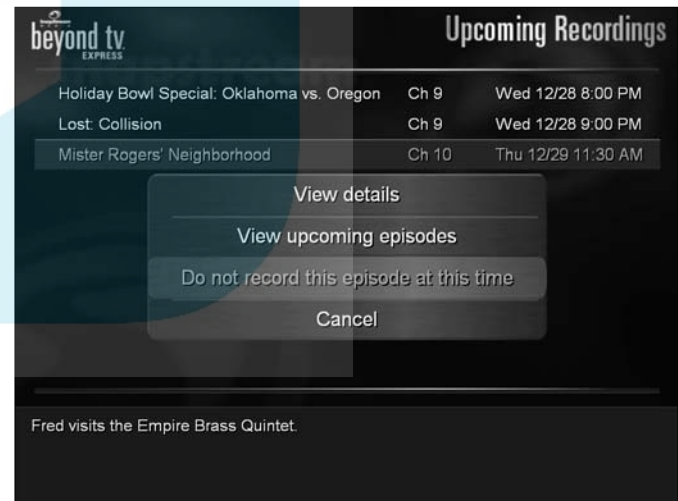 beyond tv
EXPRESS
Upcoming Recordings
Holiday Bowl Special: Oklahoma vs. Oregon Ch 9 Wed 12/28 8:00 PM
Lost: Collision Ch 9 Wed 12/28 9:00 PM
Mister Rogers' Neighborhood Ch 10 Thu 12/29 11:30 AM
View details
View upcoming episodes
Do not record this episode at this time
Cancel
Fred visits the Empire Brass Quintet.